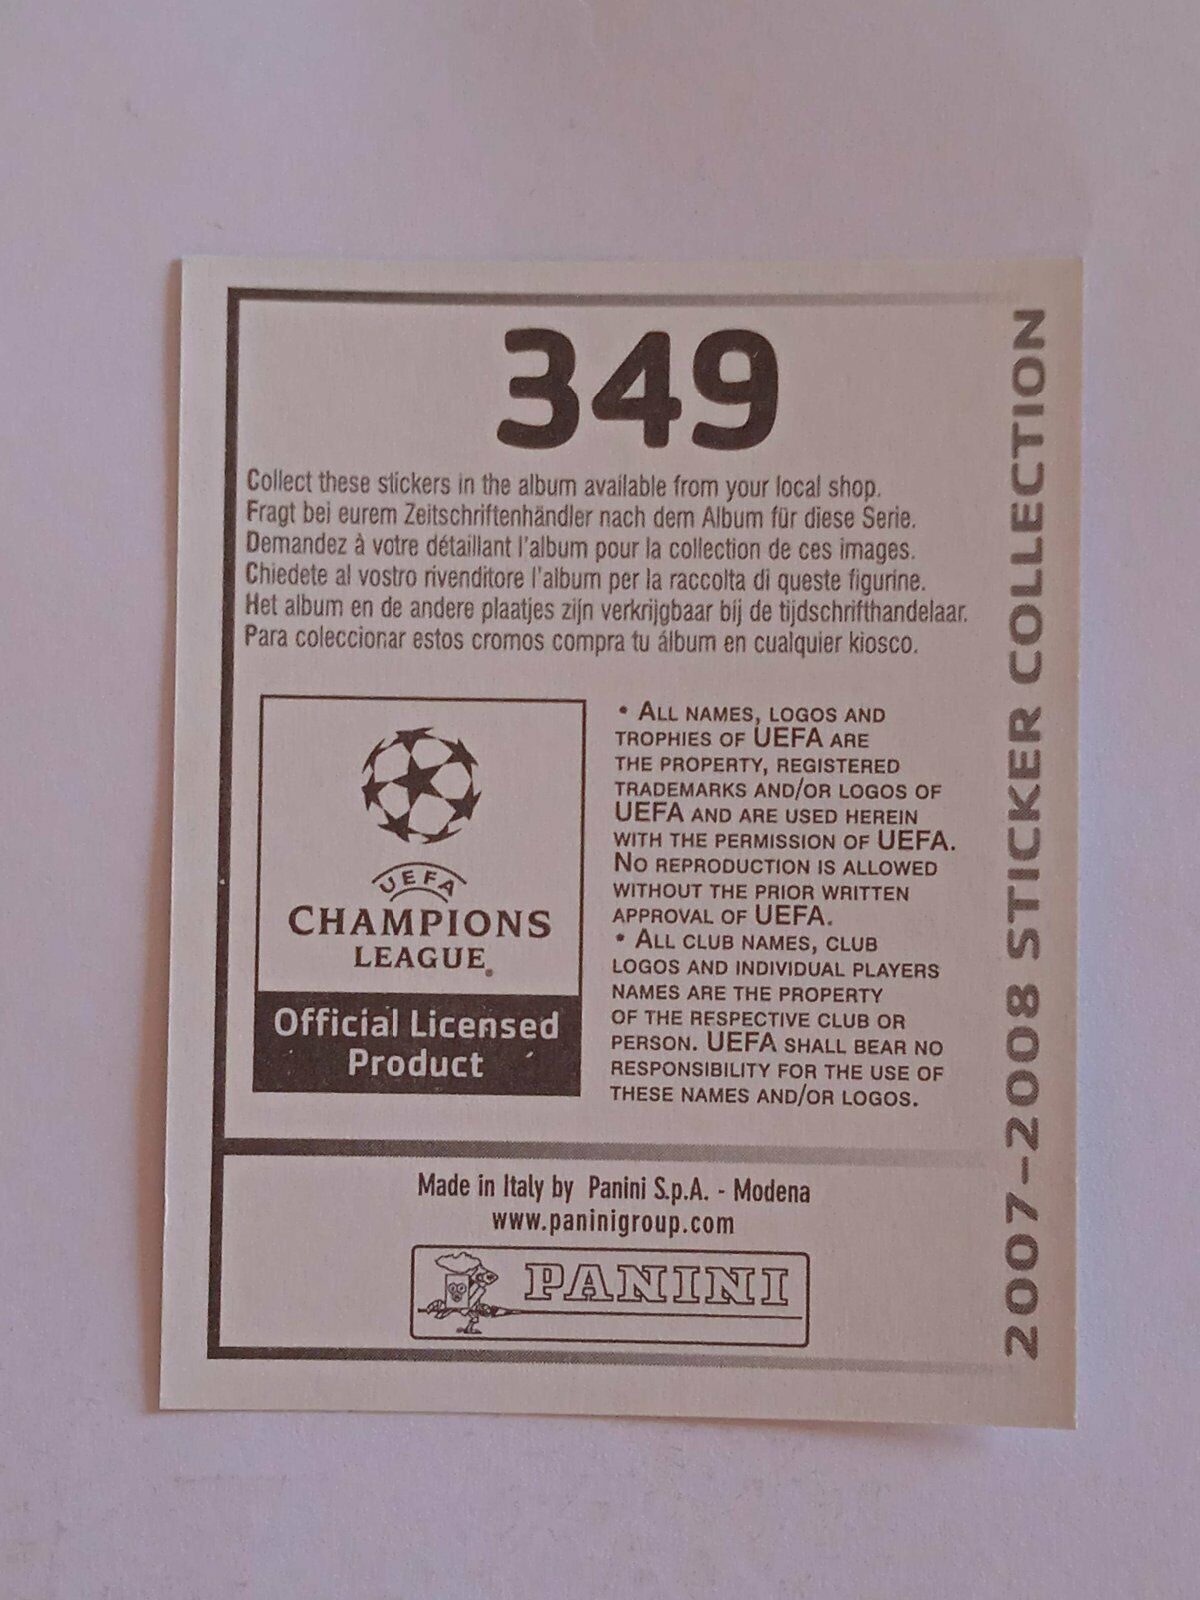 349
Collect these stickers in the album available from your local shop.
Fragt bei eurem Zeitschriftenhändler nach dem Album für diese Serie.
Demandez à votre détaillant l'album pour la collection de ces images.
Chiedete al vostro rivenditore l'album per la raccolta di queste figurine.
Het album en de andere plaatjes zijn verkrijgbaar bij de tijdschrifthandelaar.
Para coleccionar estos cromos compra tu álbum en cualquier kiosco.
UEFA
CHAMPIONS
LEAGUE.
Official Licensed
Product
• ALL NAMES, LOGOS AND
TROPHIES OF UEFA ARE
THE PROPERTY, REGISTERED
TRADEMARKS AND/OR LOGOS OF
UEFA AND ARE USED HEREIN
WITH THE PERMISSION OF UEFA.
NO REPRODUCTION IS ALLOWED
WITHOUT THE PRIOR WRITTEN
APPROVAL OF UEFA.
• ALL CLUB NAMES, CLUB
LOGOS AND INDIVIDUAL PLAYERS
NAMES ARE THE PROPERTY
OF THE RESPECTIVE CLUB OR
PERSON. UEFA SHALL BEAR NO
RESPONSIBILITY FOR THE USE OF
THESE NAMES AND/OR LOGOS.
Made in Italy by Panini S.p.A. - Modena
www.paninigroup.com
PANINI
2007-2008 STICKER COLLECTION